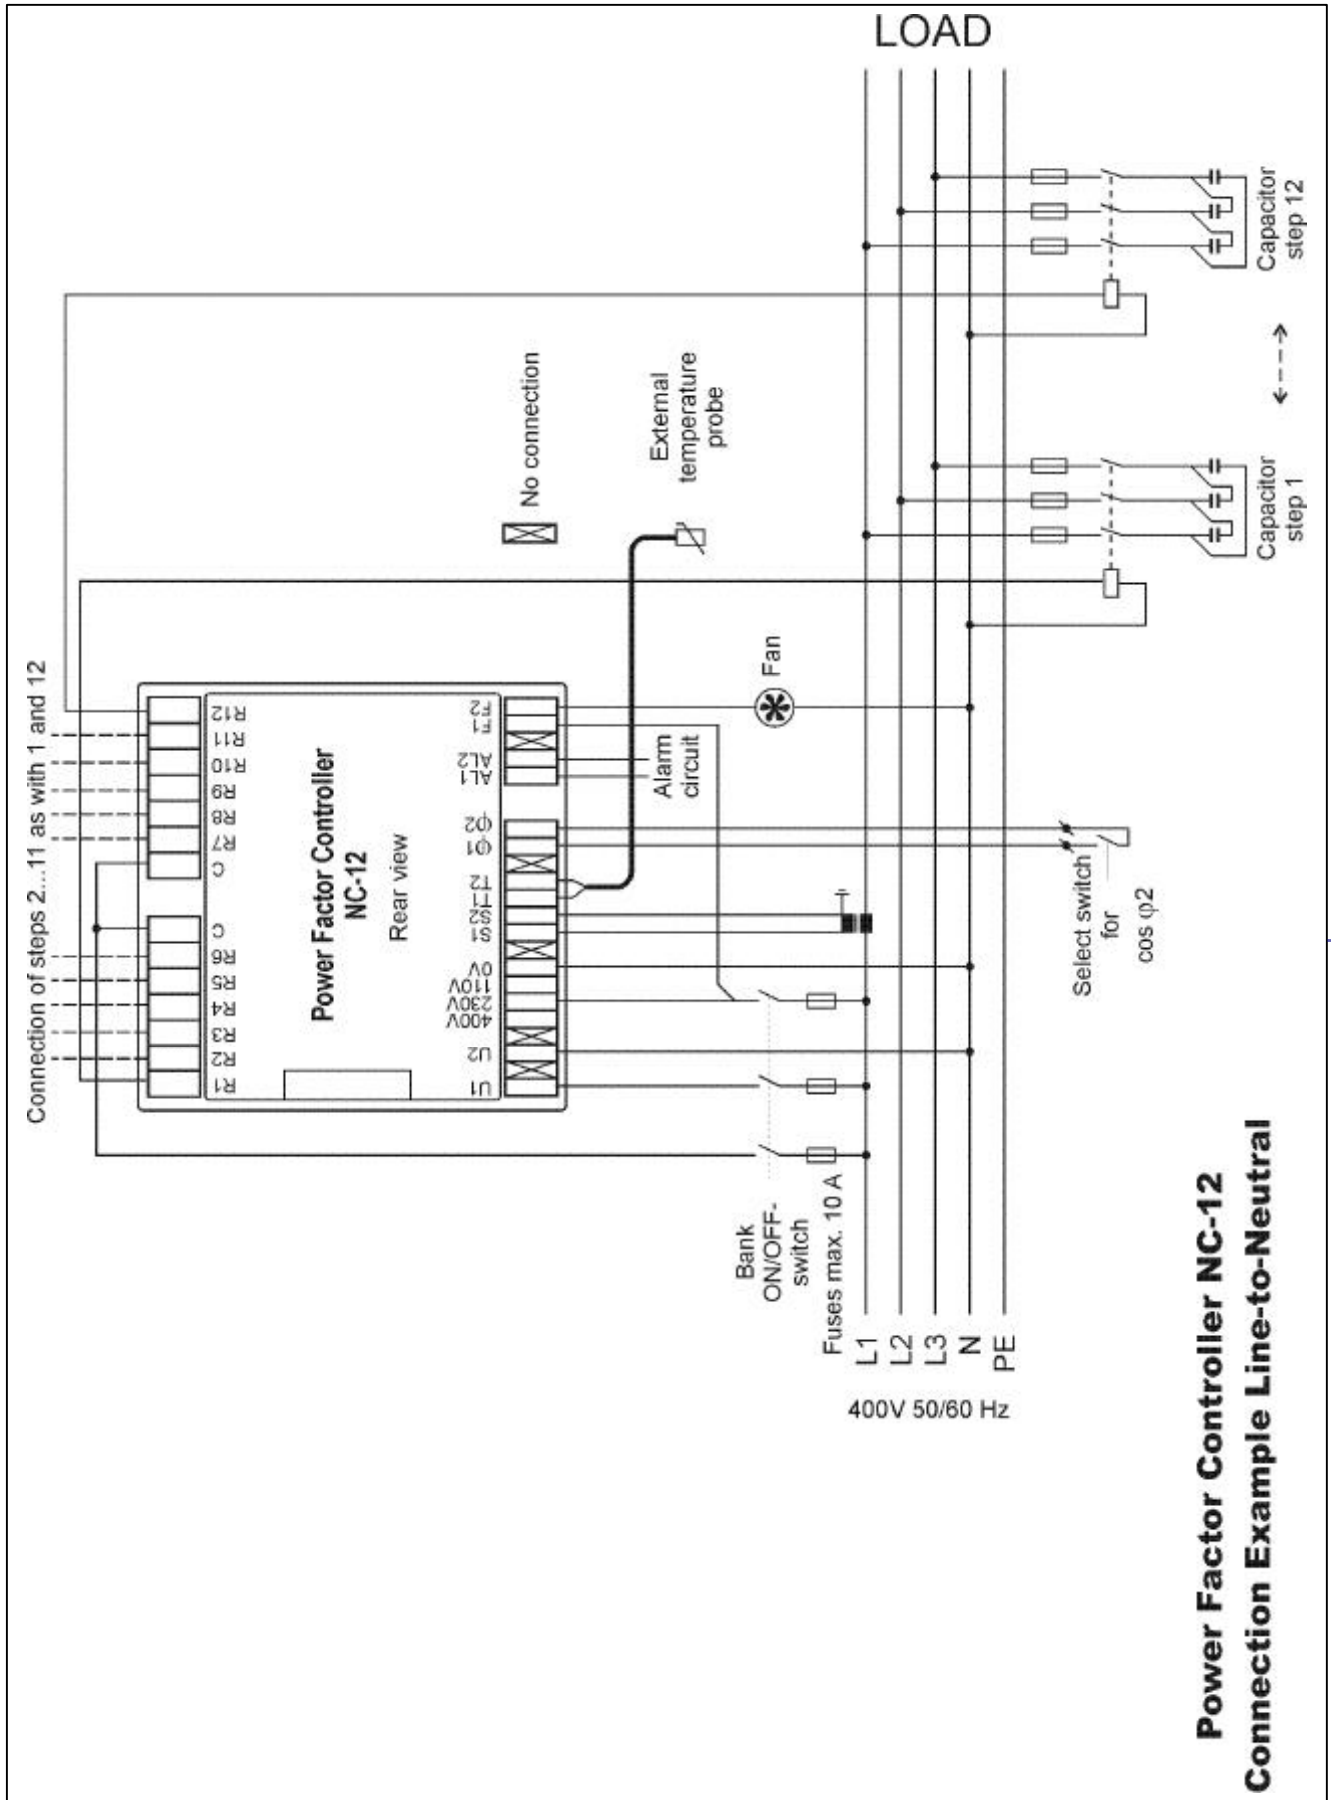 LOAD
Connection of steps 2...11 as with 1 and 12
R1
R2
R3
R4
R5
R6
C
C
R7
R8
R9
R10
R11
R12
Power Factor Controller
NC-12
Rear view
U1
U2
400V
230V
110V
0V
S1
S2
T1
T2
φ1
φ2
AL1
AL2
F1
F2
No connection
External
temperature
probe
Alarm
circuit
Fan
Bank
ON/OFF-
switch
Fuses max. 10 A
L1
L2
L3
N
PE
400V 50/60 Hz
Select switch
for
cos φ2
Capacitor
step 1
Capacitor
step 12
Power Factor Controller NC-12
Connection Example Line-to-Neutral